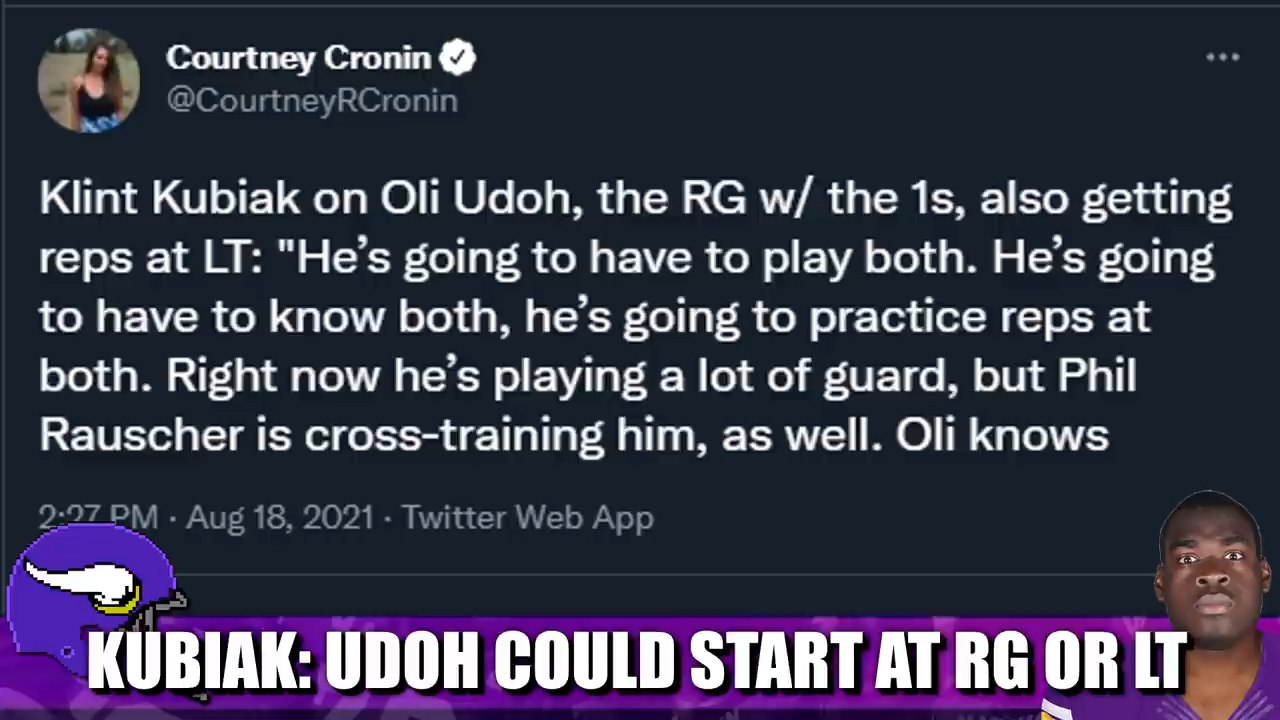 Courtney Cronin
@CourtneyRCronin
Klint Kubiak on Oli Udoh, the RG w/ the 1s, also getting
reps at LT: "He’s going to have to play both. He’s going
to have to know both, he’s going to practice reps at
both. Right now he’s playing a lot of guard, but Phil
Rauscher is cross-training him, as well. Oli knows
2:27 PM · Aug 18, 2021 · Twitter Web App
KUBIAK: UDOH COULD START AT RG OR LT